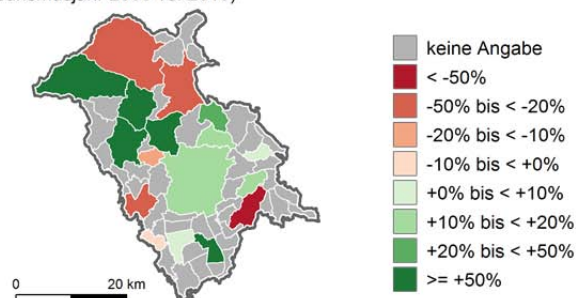 keine Angabe
< -50%
-50% bis < -20%
-20% bis < -10%
-10% bis < +0%
+0% bis < +10%
+10% bis < +20%
+20% bis < +50%
>= +50%
0 20 km